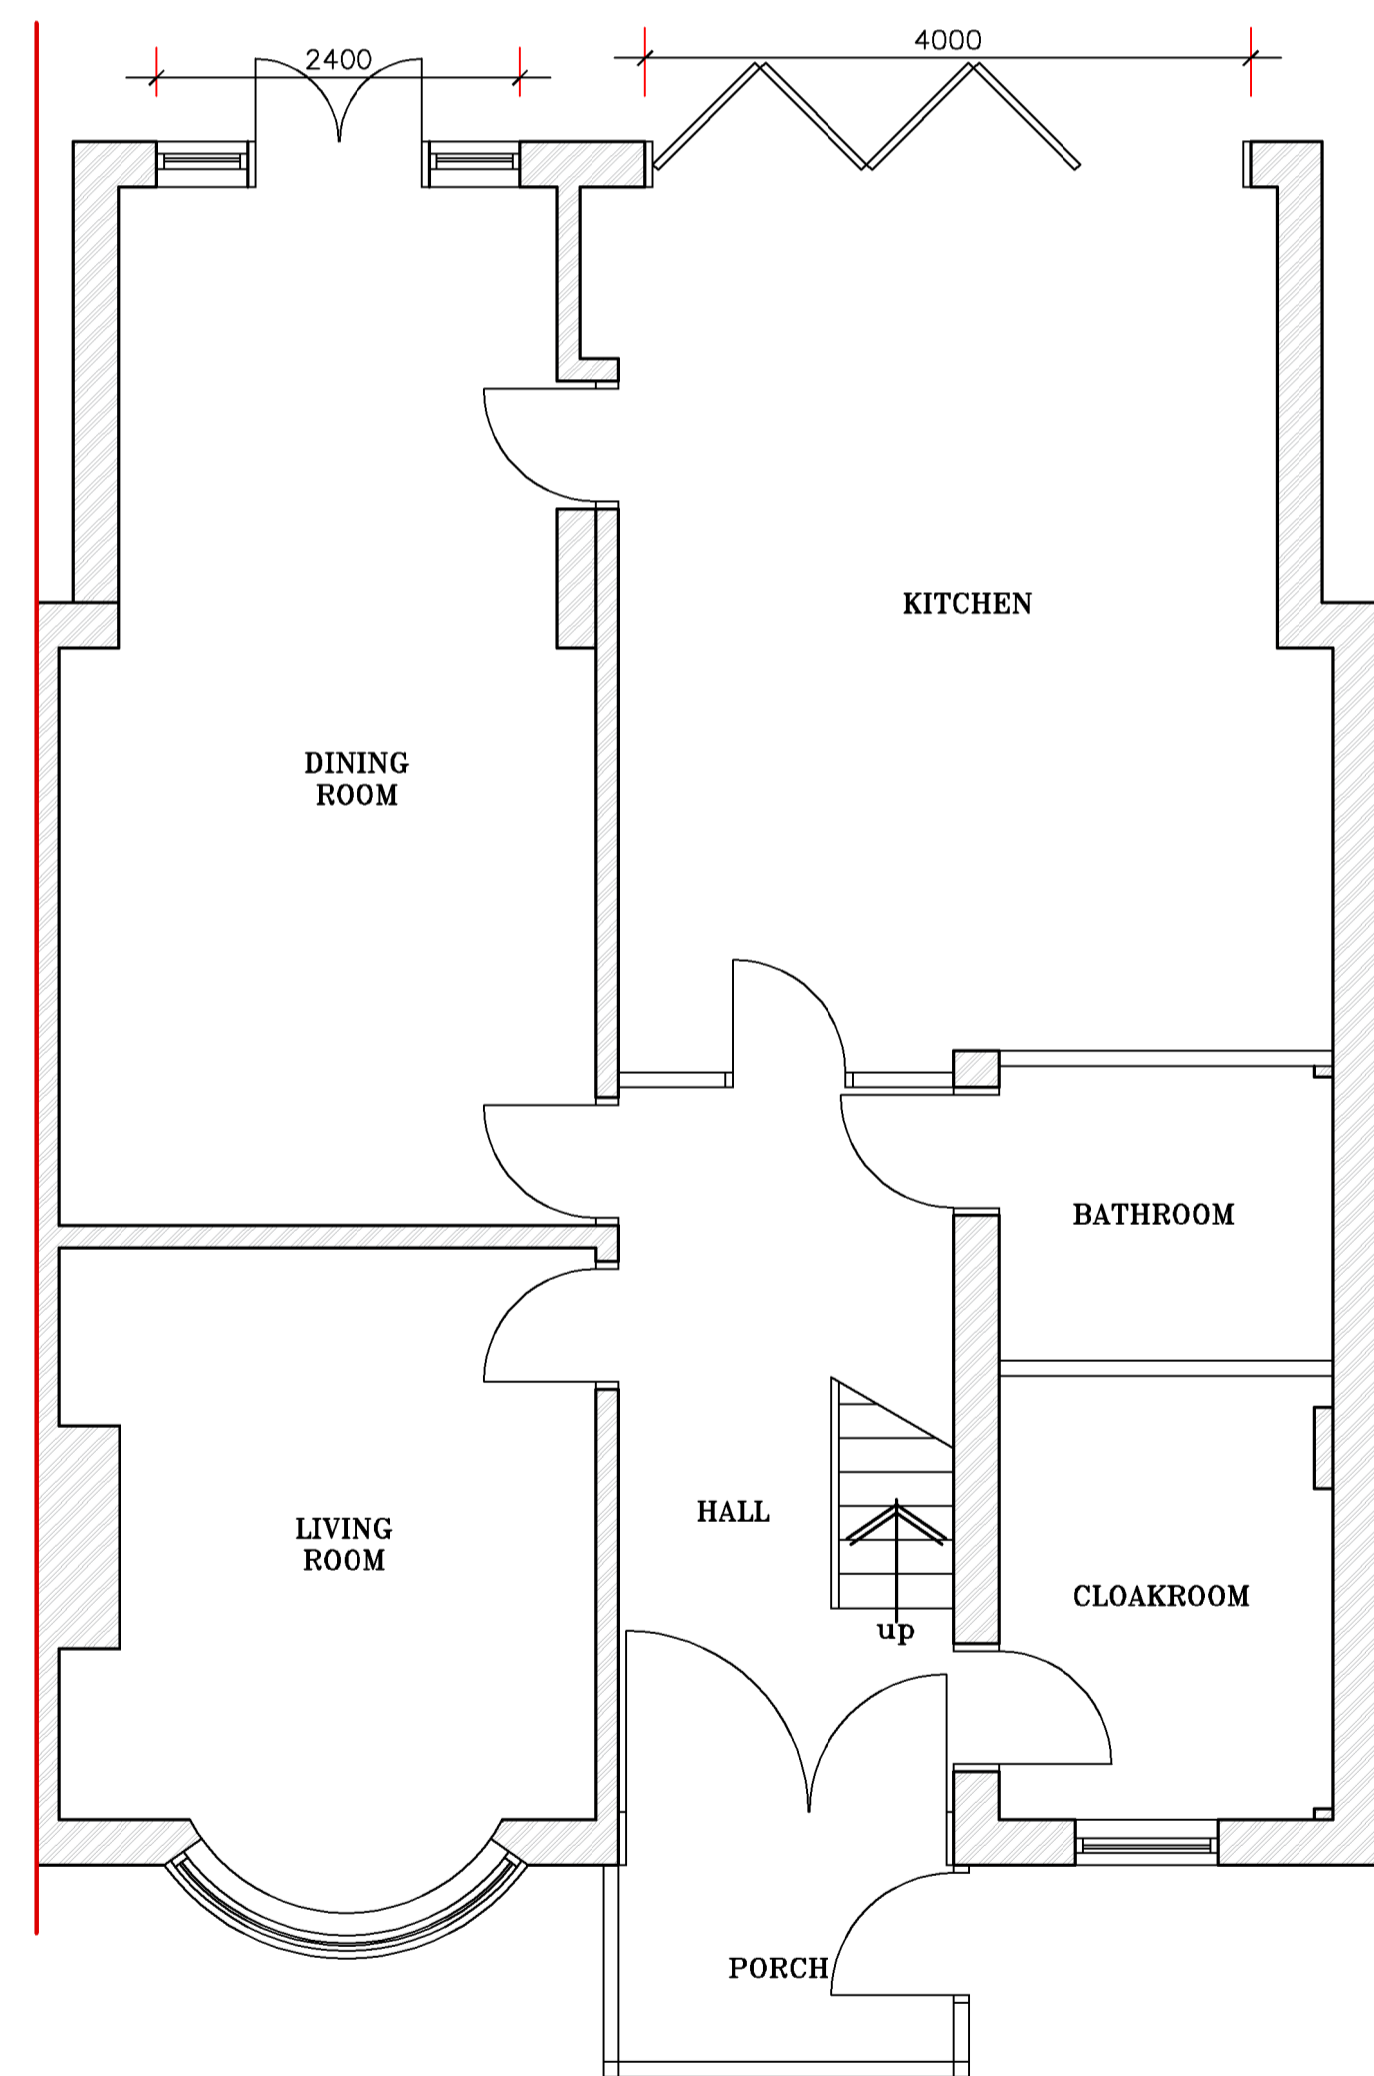 2400
4000
KITCHEN
DINING
ROOM
BATHROOM
HALL
LIVING
ROOM
CLOAKROOM
up
PORCH